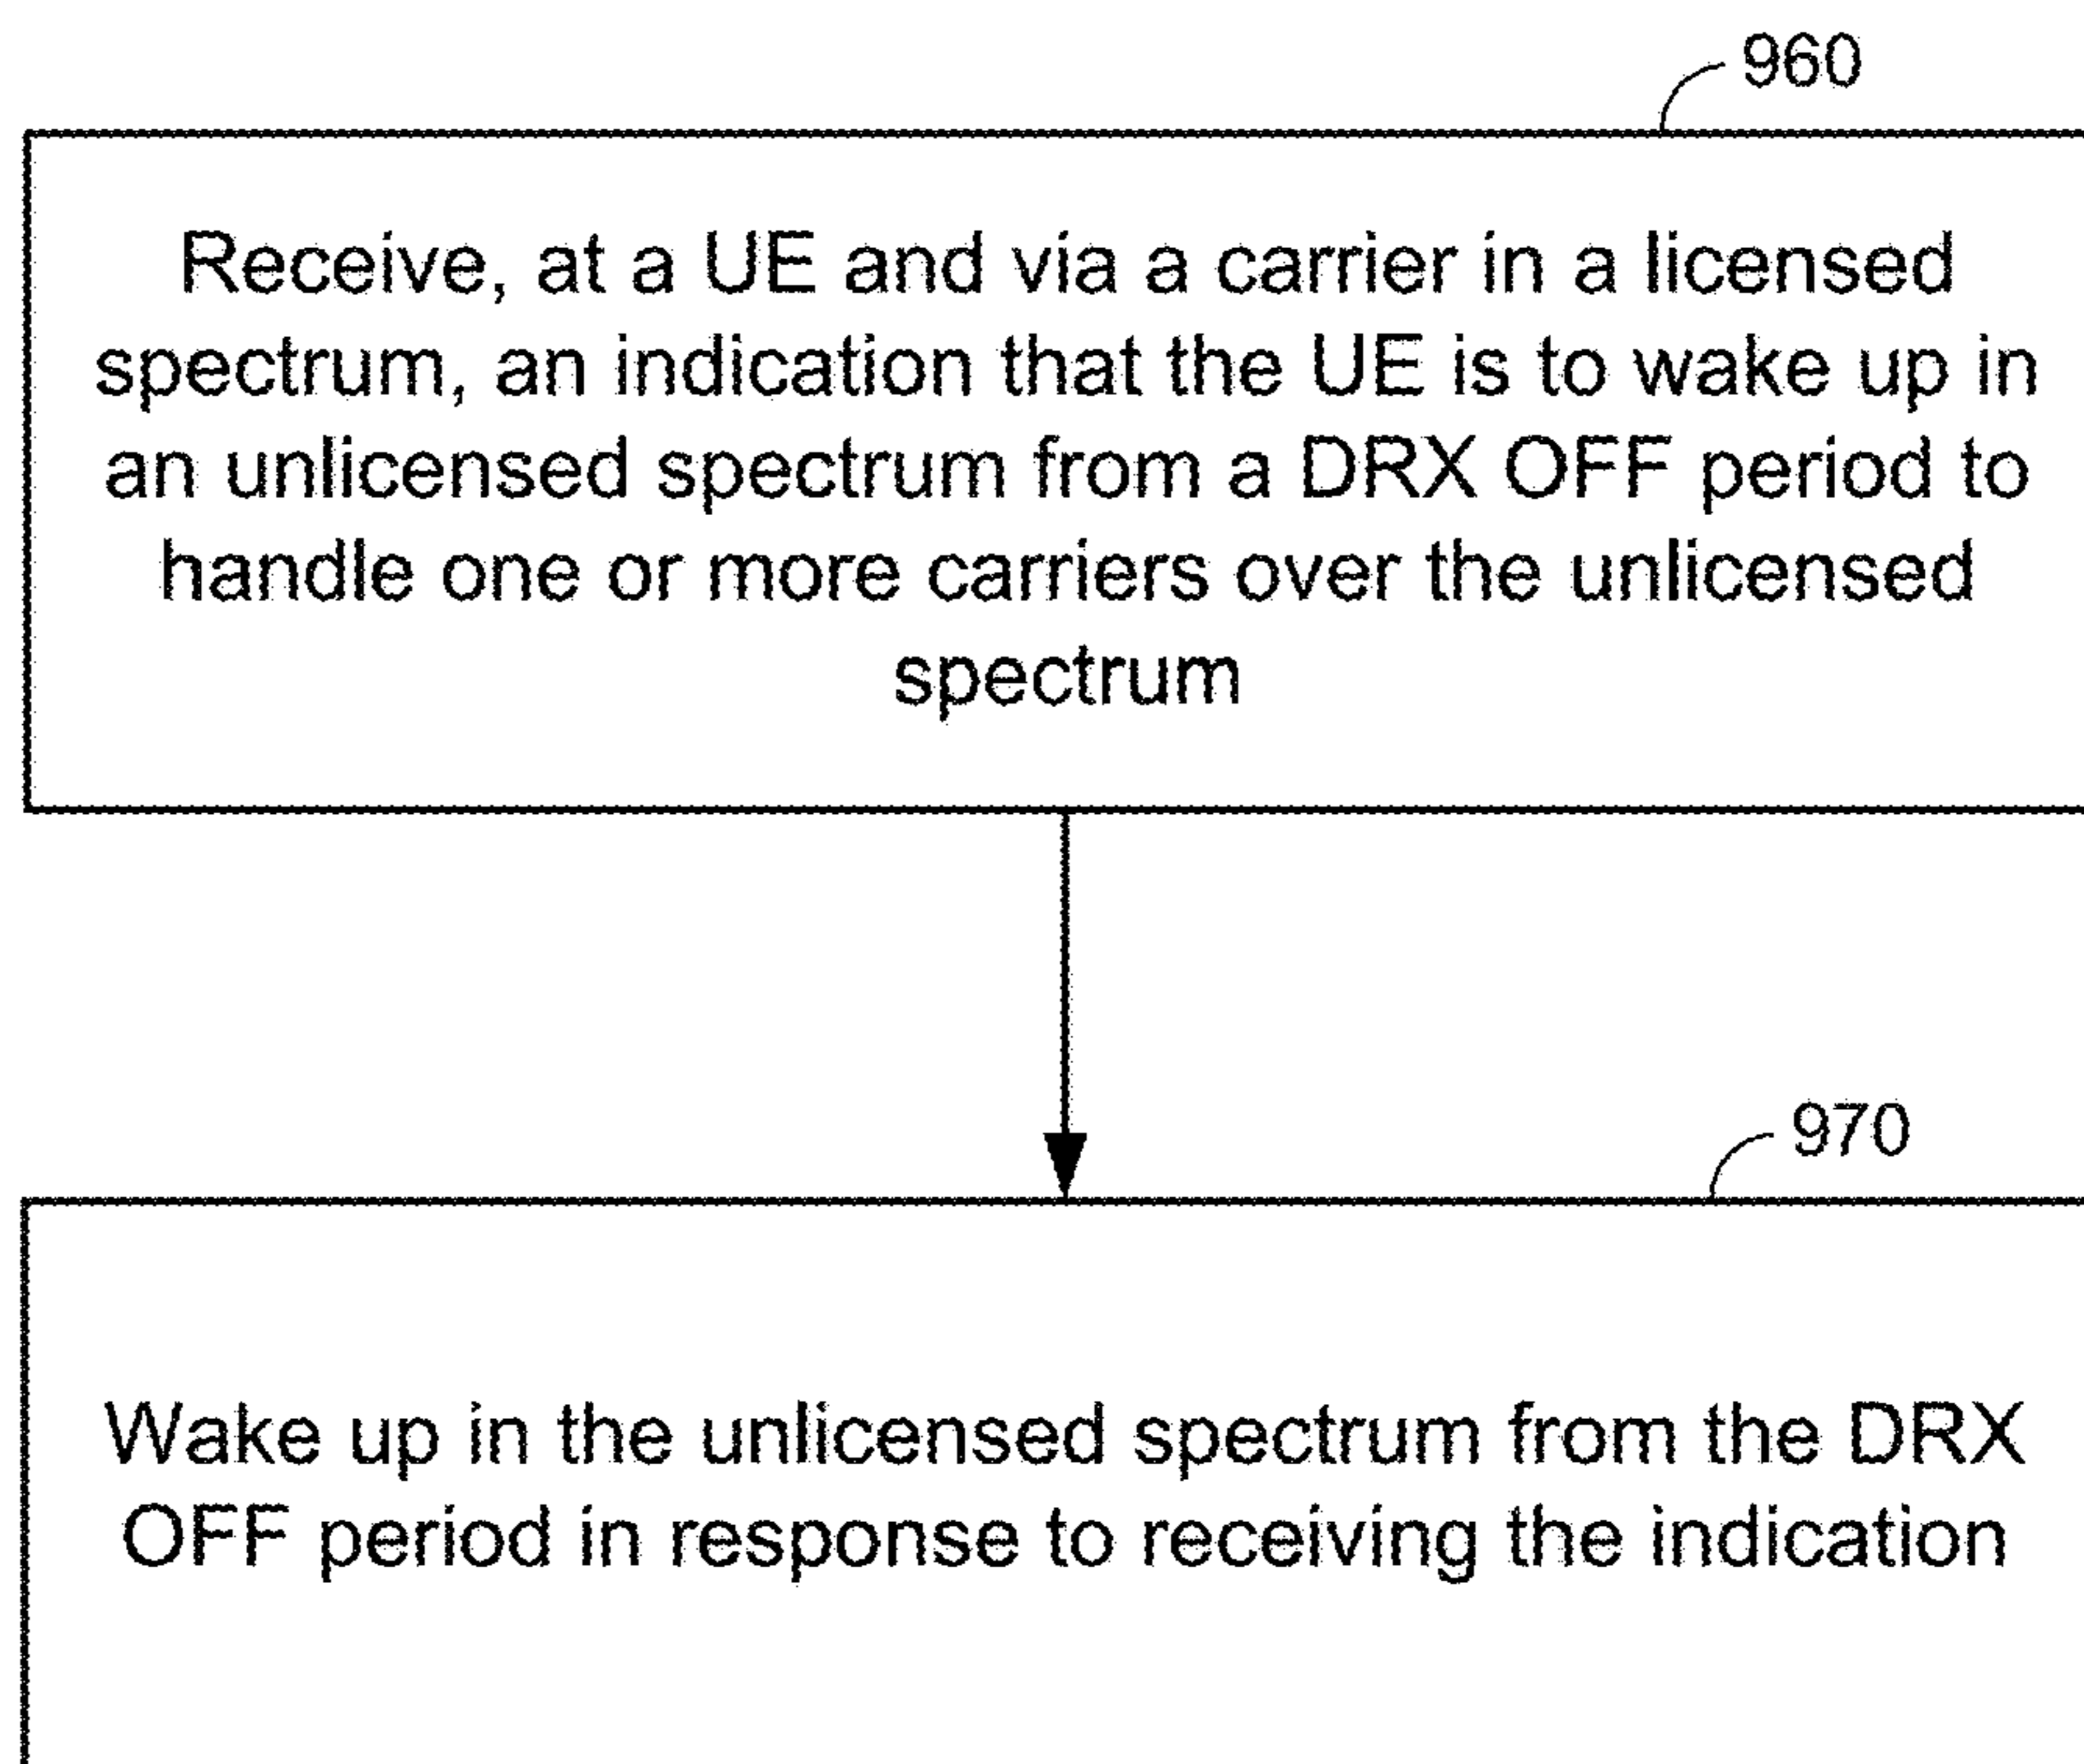 960
Receive, at a UE and via a carrier in a licensed
spectrum, an indication that the UE is to wake up in
an unlicensed spectrum from a DRX OFF period to
handle one or more carriers over the unlicensed
spectrum
970
Wake up in the unlicensed spectrum from the DRX
OFF period in response to receiving the indication